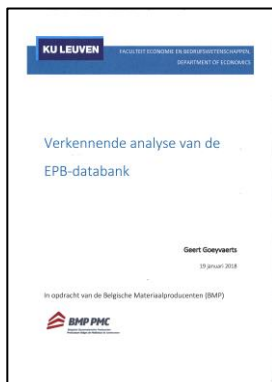 KU LEUVEN
FACULTEIT ECONOMIE EN BEDRIJFSWETENSCHAPPEN
DEPARTMENT OF ECONOMICS
Verkennende analyse van de
EPB-databank
Geert Goeyvaerts
19 januari 2018
In opdracht van de Belgische Materiaalproducenten (BMP)
BMP PMC